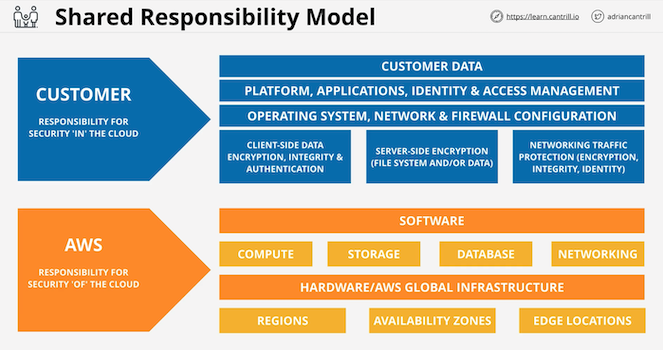 Shared Responsibility Model
https://learn.cantrill.io
adriancantrill
CUSTOMER
RESPONSIBILITY FOR
SECURITY 'IN' THE CLOUD
CUSTOMER DATA
PLATFORM, APPLICATIONS, IDENTITY & ACCESS MANAGEMENT
OPERATING SYSTEM, NETWORK & FIREWALL CONFIGURATION
CLIENT-SIDE DATA
ENCRYPTION, INTEGRITY &
AUTHENTICATION
SERVER-SIDE ENCRYPTION
(FILE SYSTEM AND/OR DATA)
NETWORKING TRAFFIC
PROTECTION (ENCRYPTION,
INTEGRITY, IDENTITY)
AWS
RESPONSIBILITY FOR
SECURITY 'OF' THE CLOUD
SOFTWARE
COMPUTE
STORAGE
DATABASE
NETWORKING
HARDWARE/AWS GLOBAL INFRASTRUCTURE
REGIONS
AVAILABILITY ZONES
EDGE LOCATIONS